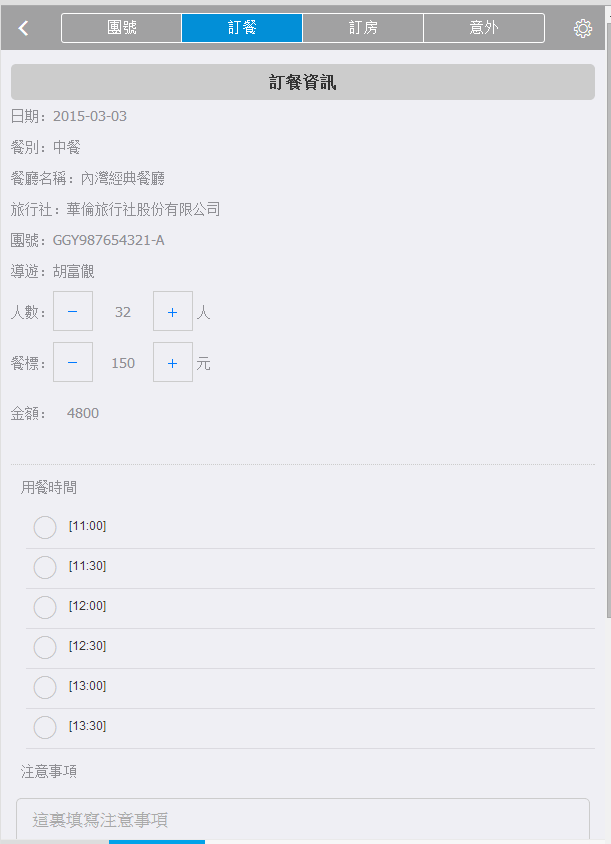 團號 訂餐 訂房 意外
訂餐資訊
日期：2015-03-03
餐別：中餐
餐廳名稱：內灣經典餐廳
旅行社：華倫旅行社股份有限公司
團號：GGY987654321-A
導遊：胡富儬
人數： − 32 + 人
餐標： − 150 + 元
金額： 4800
用餐時間
[11:00]
[11:30]
[12:00]
[12:30]
[13:00]
[13:30]
注意事項
這裏填寫注意事項